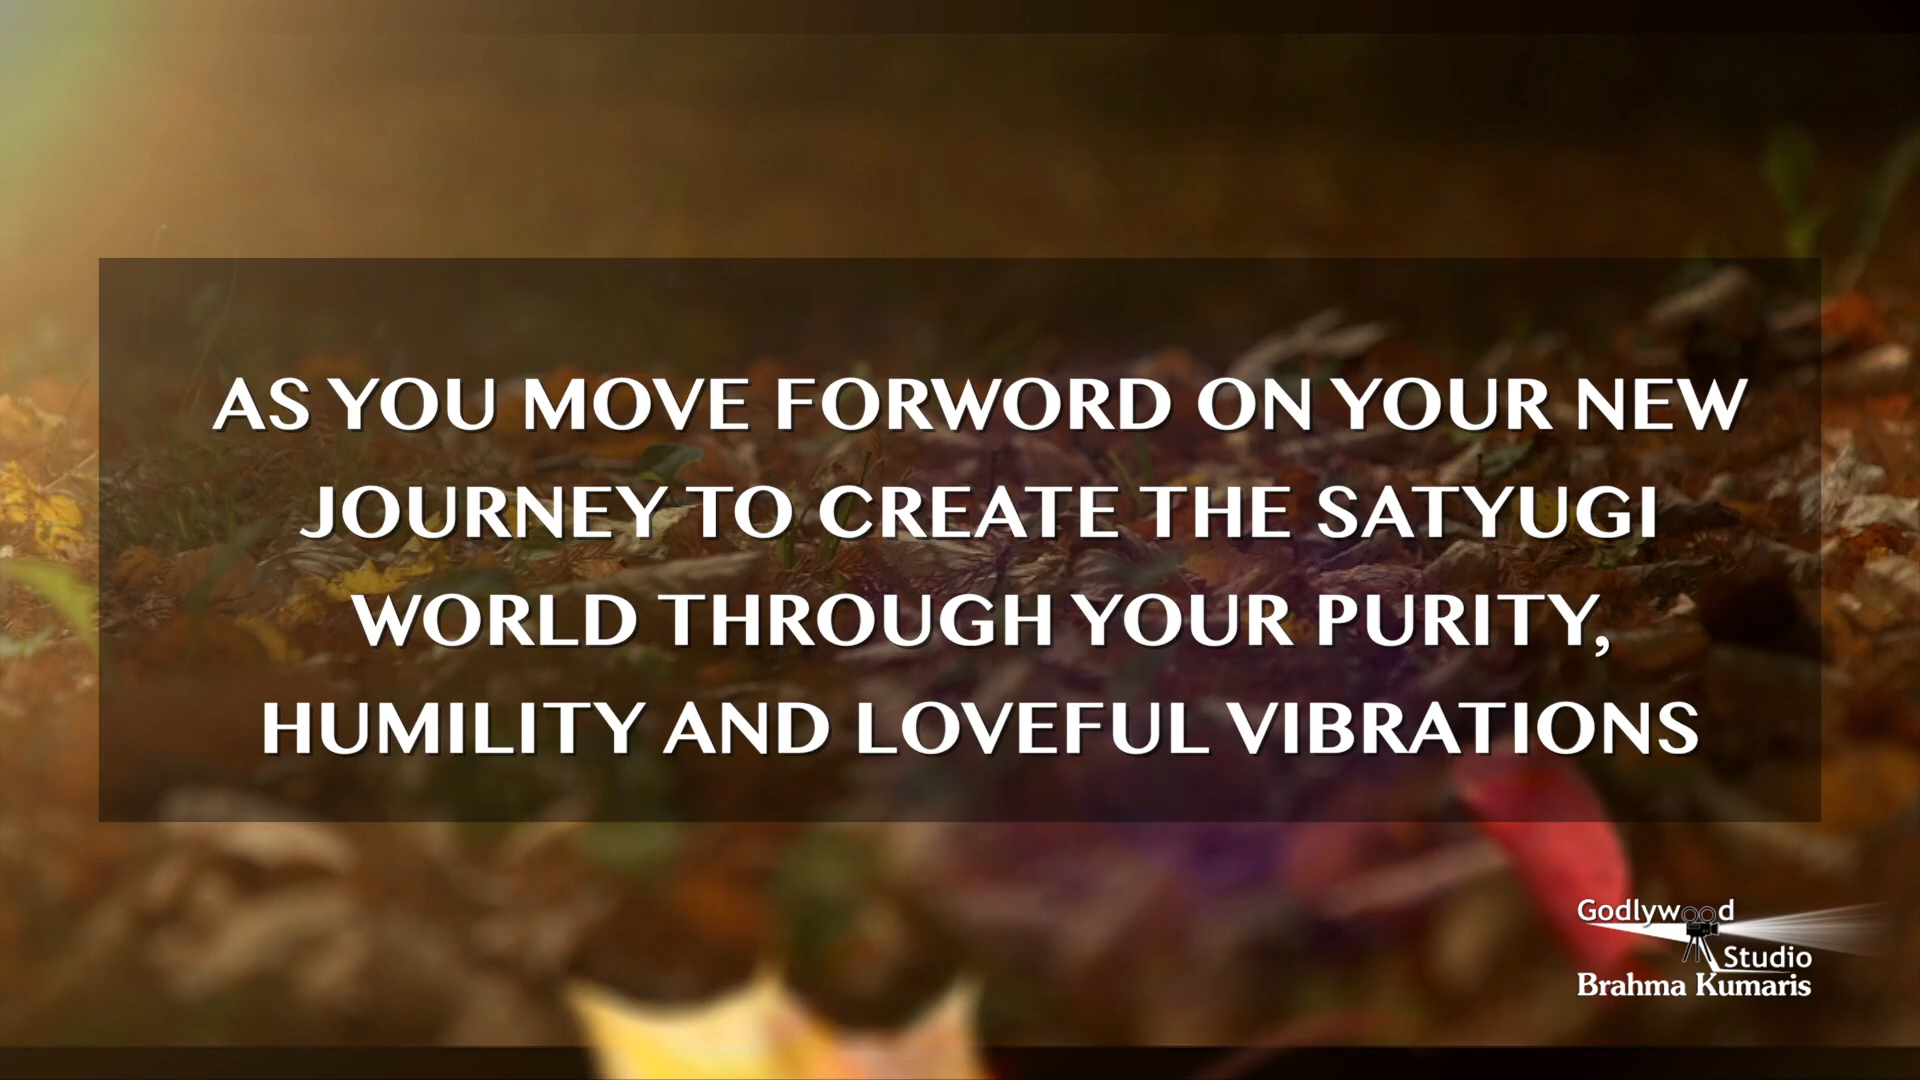 AS YOU MOVE FORWORD ON YOUR NEW
JOURNEY TO CREATE THE SATYUGI
WORLD THROUGH YOUR PURITY,
HUMILITY AND LOVEFUL VIBRATIONS
Godlywood
Studio
Brahma Kumaris